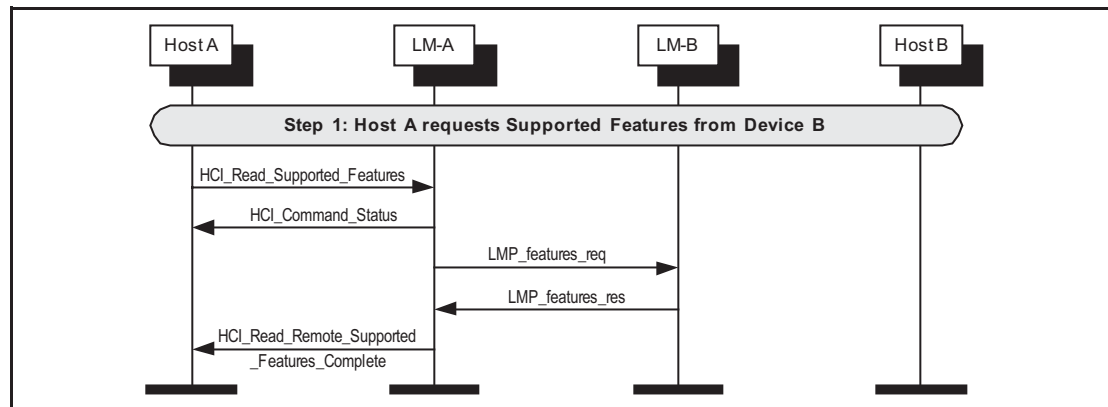 Host A
LM-A
LM-B
Host B
Step 1: Host A requests Supported Features from Device B
HCI_Read_Supported_Features
HCI_Command_Status
LMP_features_req
LMP_features_res
HCI_Read_Remote_Supported
_Features_Complete